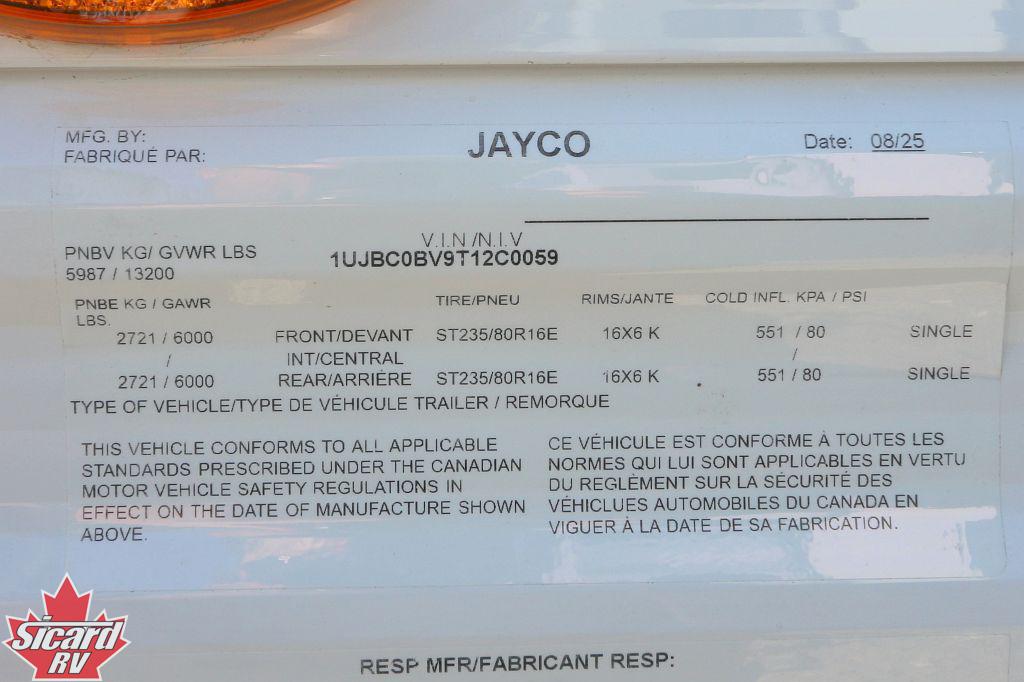 MFG. BY: JAYCO Date: 08/25
FABRIQUÉ PAR:
V.I.N /N.I.V
PNBV KG/ GVWR LBS 1UJBC0BV9T12C0059
5987 / 13200
PNBE KG / GAWR TIRE/PNEU RIMS/JANTE COLD INFL. KPA / PSI
LBS.
2721 / 6000 FRONT/DEVANT ST235/80R16E 16X6 K 551 / 80 SINGLE
/ INT/CENTRAL /
2721 / 6000 REAR/ARRIÈRE ST235/80R16E 16X6 K 551 / 80 SINGLE
TYPE OF VEHICLE/TYPE DE VÉHICULE TRAILER / REMORQUE
THIS VEHICLE CONFORMS TO ALL APPLICABLE
STANDARDS PRESCRIBED UNDER THE CANADIAN
MOTOR VEHICLE SAFETY REGULATIONS IN
EFFECT ON THE DATE OF MANUFACTURE SHOWN
ABOVE.
CE VÉHICULE EST CONFORME À TOUTES LES
NORMES QUI LUI SONT APPLICABLES EN VERTU
DU REGLÈMENT SUR LA SÉCURITÉ DES
VÉHICLUES AUTOMOBILES DU CANADA EN
VIGUER À LA DATE DE SA FABRICATION.
Sicard
RV
RESP MFR/FABRICANT RESP: